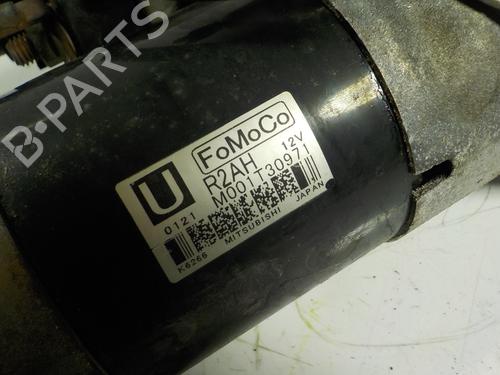 B-PARTS
U
FoMoCo
R2AH 12V
M001T30971
0121
K6266 MITSUBISHI JAPAN